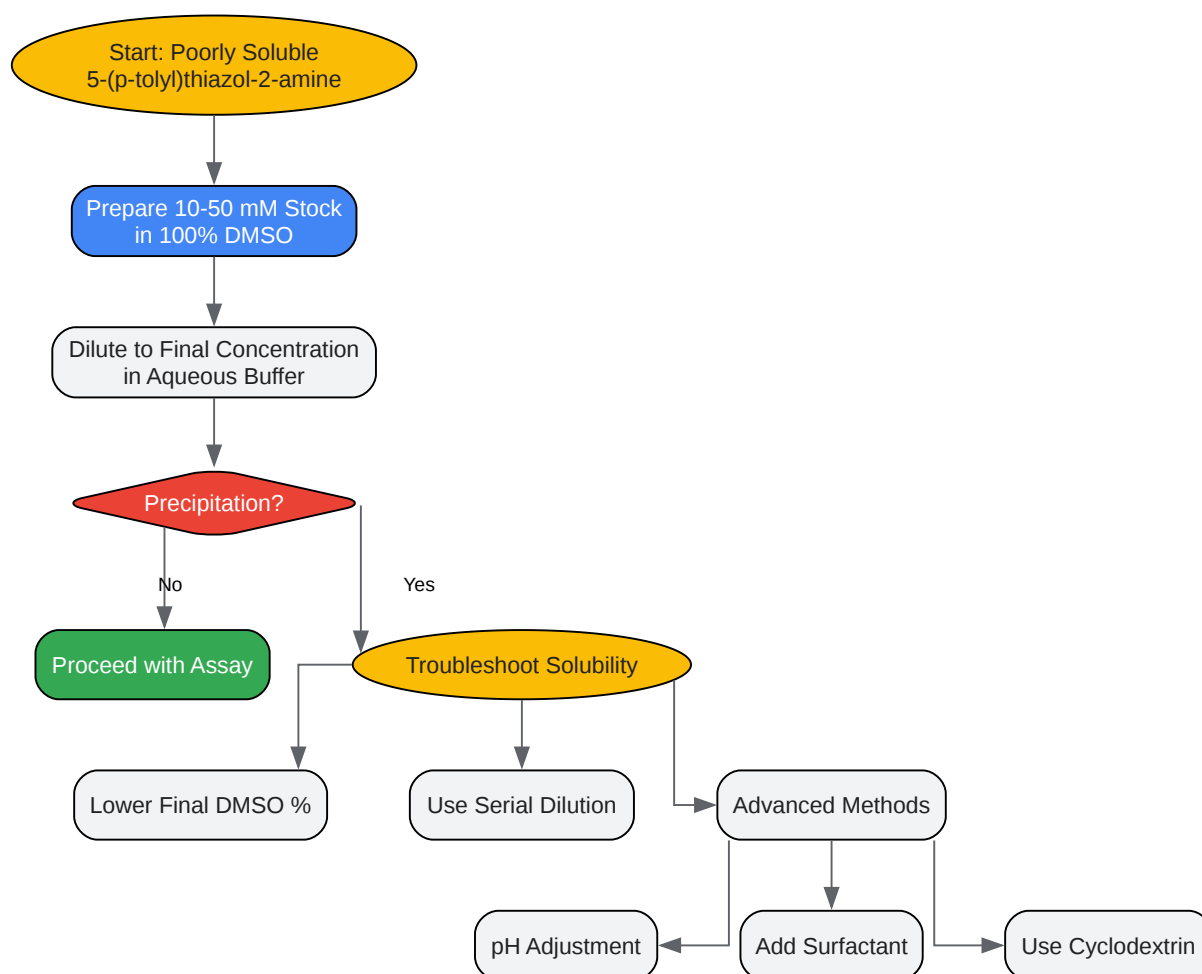 Start: Poorly Soluble
5-(p-tolyl)thiazol-2-amine
Prepare 10-50 mM Stock
in 100% DMSO
Dilute to Final Concentration
in Aqueous Buffer
Precipitation?
No
Yes
Proceed with Assay
Troubleshoot Solubility
Lower Final DMSO %
Use Serial Dilution
Advanced Methods
pH Adjustment
Add Surfactant
Use Cyclodextrin